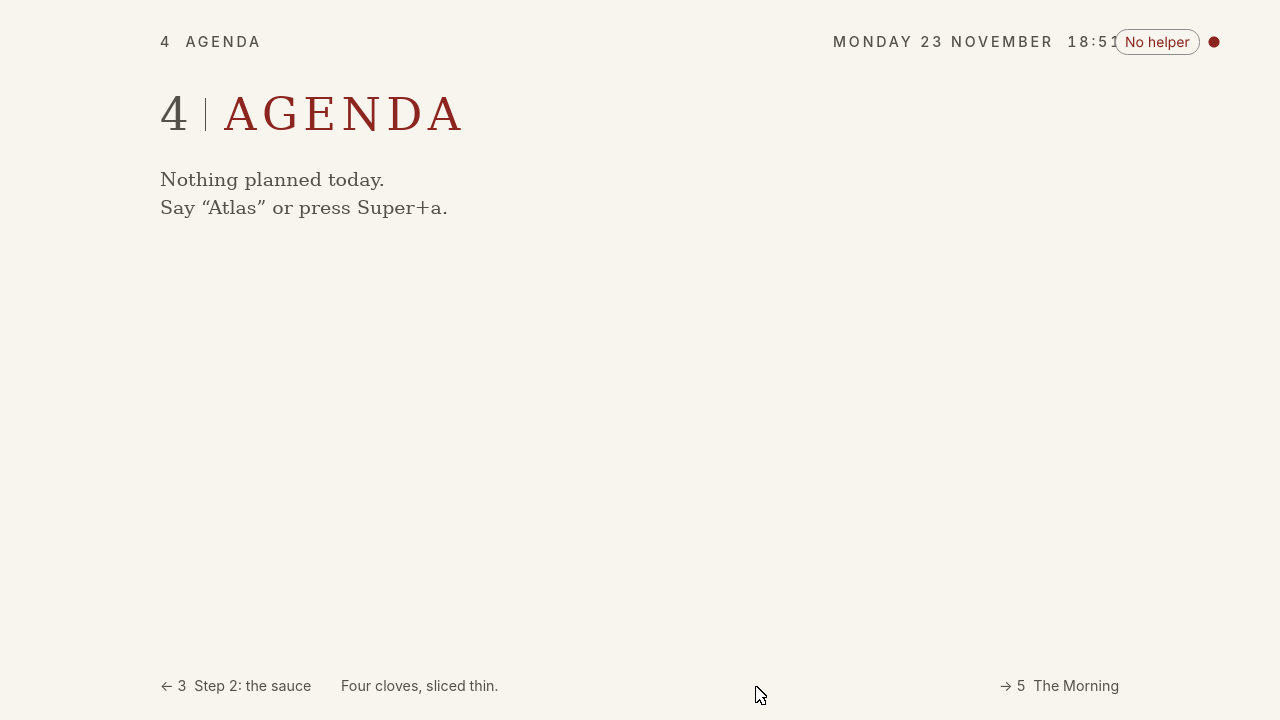 4 AGENDA
MONDAY 23 NOVEMBER 18:51
No helper
4 AGENDA
Nothing planned today.
Say “Atlas” or press Super+a.
← 3 Step 2: the sauce Four cloves, sliced thin.
→ 5 The Morning